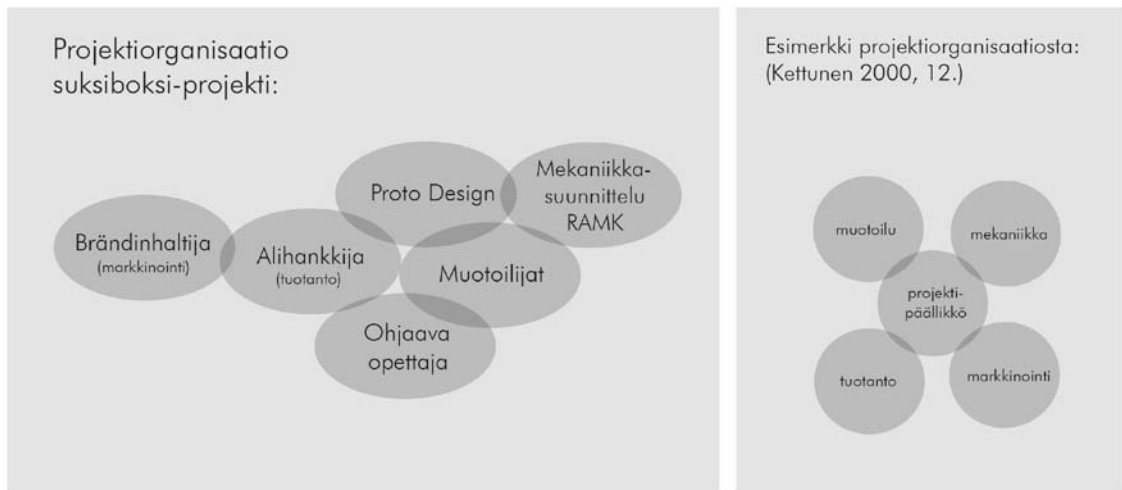 Projektiorganisaatio
suksiboksi-projekti:
Brändinhaltija
(markkinointi)
Alihankkija
(tuotanto)
Proto Design
Mekaniikka-
suunnittelu
RAMK
Muotoilijat
Ohjaava
opettaja
Esimerkki projektiorganisaatiosta:
(Kettunen 2000, 12.)
muotoilu
mekaniikka
projekti-
päällikkö
tuotanto
markkinointi